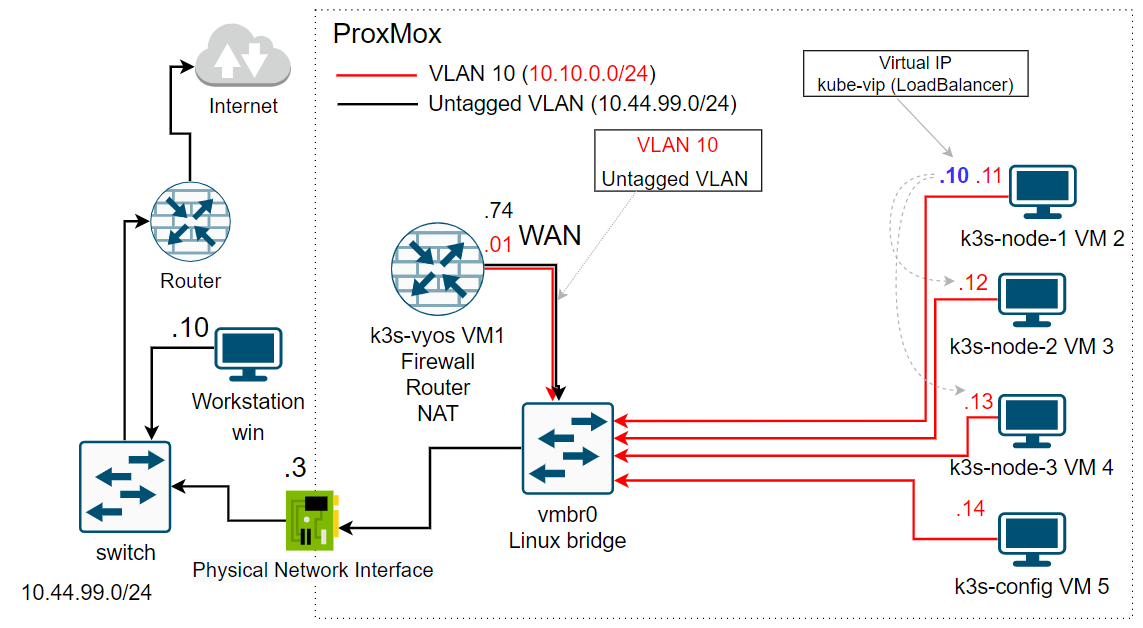 ProxMox
VLAN 10 (10.10.0.0/24)
Untagged VLAN (10.44.99.0/24)
Internet
Virtual IP
kube-vip (LoadBalancer)
VLAN 10
Untagged VLAN
.10 .11
k3s-node-1 VM 2
.74
.01 WAN
Router
k3s-vyos VM1
Firewall
Router
NAT
.12
k3s-node-2 VM 3
.10
Workstation
win
.13
k3s-node-3 VM 4
.3
switch
10.44.99.0/24
Physical Network Interface
vmbr0
Linux bridge
.14
k3s-config VM 5